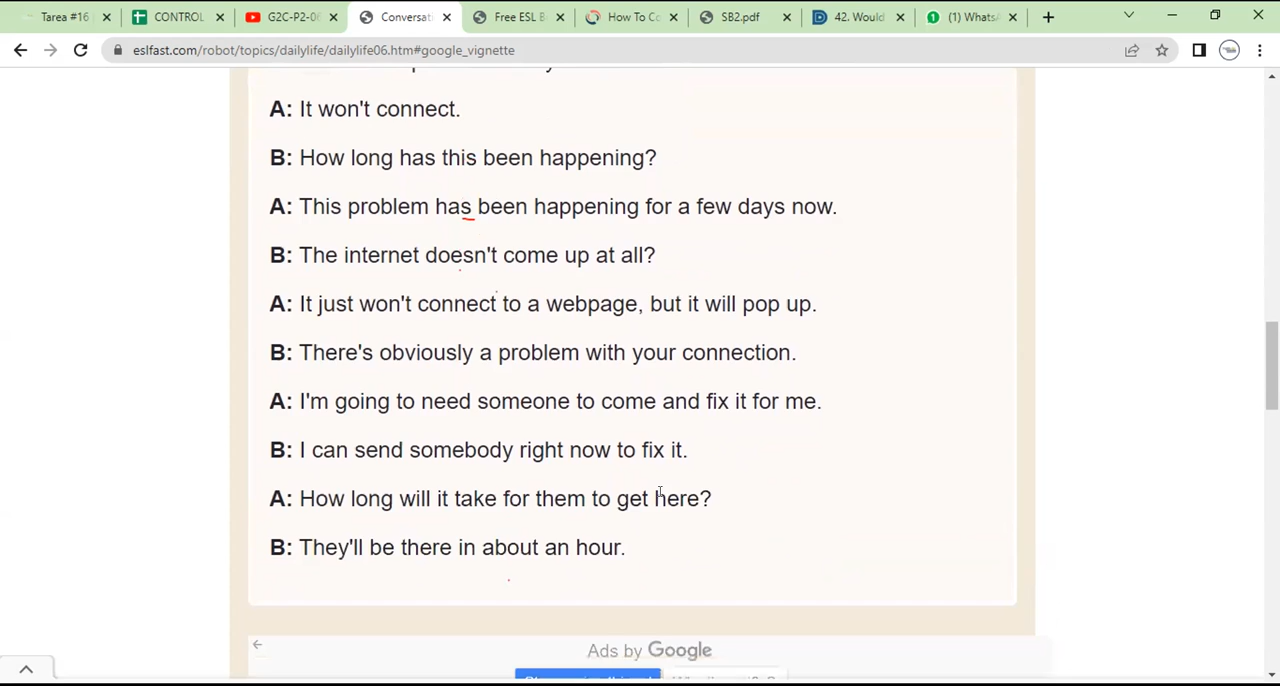 Tarea #16
CONTROL
G2C-P2-0
Conversati
Free ESL B
How To Co
SB2.pdf
42. Would
(1) Whats
eslfast.com/robot/topics/dailylife/dailylife06.htm#google_vignette
A: It won't connect.
B: How long has this been happening?
A: This problem has been happening for a few days now.
B: The internet doesn't come up at all?
A: It just won't connect to a webpage, but it will pop up.
B: There's obviously a problem with your connection.
A: I'm going to need someone to come and fix it for me.
B: I can send somebody right now to fix it.
A: How long will it take for them to get here?
B: They'll be there in about an hour.
Ads by Google